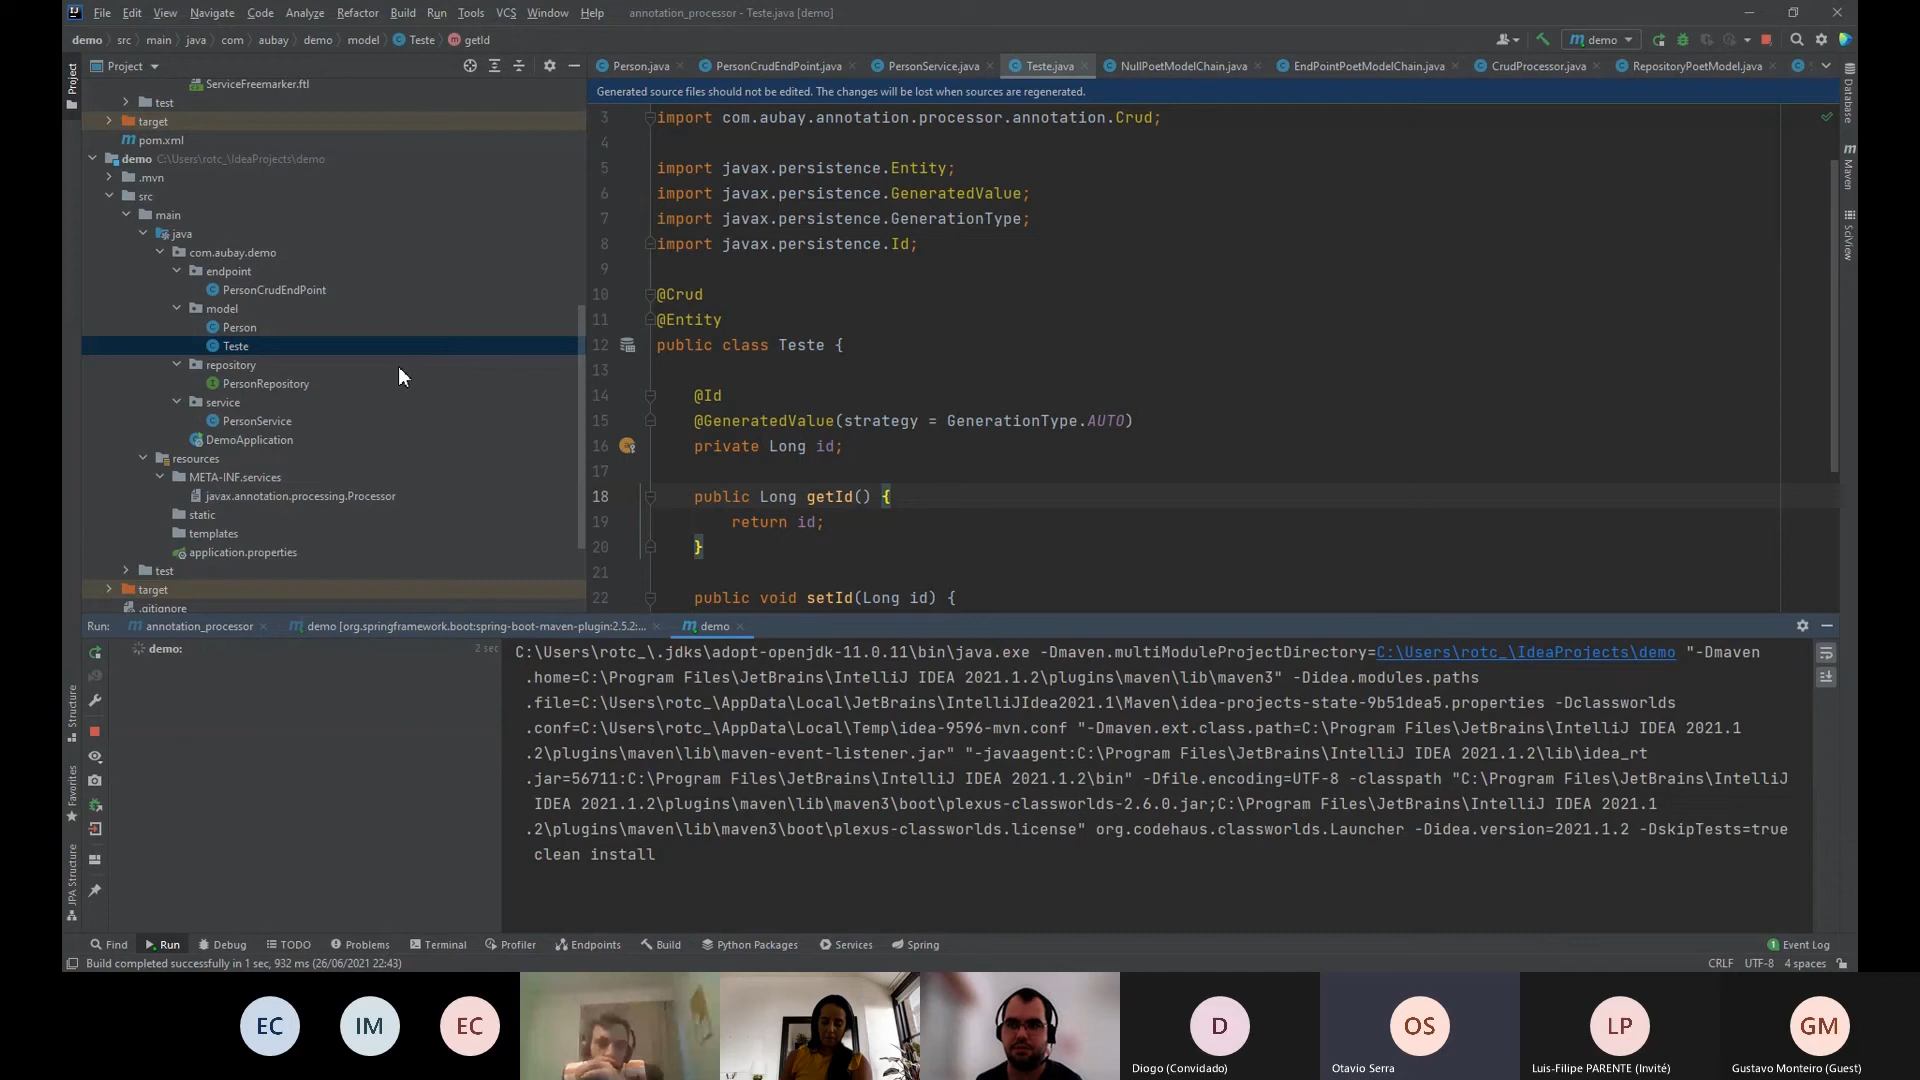 File Edit View Navigate Code Analyze Refactor Build Run Tools VCS Window Help annotation_processor - Teste.java [demo]
demo src main java com aubay demo model Teste getId
demo
Project
Person.java PersonCrudEndPoint.java PersonService.java Teste.java NullPoetModelChain.java EndPointPoetModelChain.java CrudProcessor.java RepositoryPoetModel.java
Generated source files should not be edited. The changes will be lost when sources are regenerated.
ServiceFreemarker.ftl
test
target
pom.xml
demo C:\Users\rotc_\IdeaProjects\demo
.mvn
src
main
java
com.aubay.demo
endpoint
PersonCrudEndPoint
model
Person
Teste
repository
PersonRepository
service
PersonService
DemoApplication
resources
META-INF.services
javax.annotation.processing.Processor
static
templates
application.properties
test
target
.gitignore
3 import com.aubay.annotation.processor.annotation.Crud;
4
5 import javax.persistence.Entity;
6 import javax.persistence.GeneratedValue;
7 import javax.persistence.GenerationType;
8 import javax.persistence.Id;
9
10 @Crud
11 @Entity
12 public class Teste {
13
14 @Id
15 @GeneratedValue(strategy = GenerationType.AUTO)
16 private Long id;
17
18 public Long getId() {
19 return id;
20 }
21
22 public void setId(Long id) {
Project
Structure
Favorites
JPA Structure
Database
Maven
SciView
Run: annotation_processor demo [org.springframework.boot:spring-boot-maven-plugin:2.5.2:... demo
demo: 2 sec
C:\Users\rotc_\.jdks\adopt-openjdk-11.0.11\bin\java.exe -Dmaven.multiModuleProjectDirectory=C:\Users\rotc_\IdeaProjects\demo "-Dmaven
.home=C:\Program Files\JetBrains\IntelliJ IDEA 2021.1.2\plugins\maven\lib\maven3" -Didea.modules.paths
.file=C:\Users\rotc_\AppData\Local\JetBrains\IntelliJIdea2021.1\Maven\idea-projects-state-9b51dea5.properties -Dclassworlds
.conf=C:\Users\rotc_\AppData\Local\Temp\idea-9596-mvn.conf "-Dmaven.ext.class.path=C:\Program Files\JetBrains\IntelliJ IDEA 2021.1
.2\plugins\maven\lib\maven-event-listener.jar" "-javaagent:C:\Program Files\JetBrains\IntelliJ IDEA 2021.1.2\lib\idea_rt
.jar=56711:C:\Program Files\JetBrains\IntelliJ IDEA 2021.1.2\bin" -Dfile.encoding=UTF-8 -classpath "C:\Program Files\JetBrains\IntelliJ
IDEA 2021.1.2\plugins\maven\lib\maven3\boot\plexus-classworlds-2.6.0.jar;C:\Program Files\JetBrains\IntelliJ IDEA 2021.1
.2\plugins\maven\lib\maven3\boot\plexus-classworlds.license" org.codehaus.classworlds.Launcher -Didea.version=2021.1.2 -DskipTests=true
clean install
Find Run Debug TODO Problems Terminal Profiler Endpoints Build Python Packages Services Spring 1 Event Log
Build completed successfully in 1 sec, 932 ms (26/06/2021 22:43) CRLF UTF-8 4 spaces
EC IM EC D OS LP GM
Diogo (Convidado) Otavio Serra Luis-Filipe PARENTE (Invité) Gustavo Monteiro (Guest)